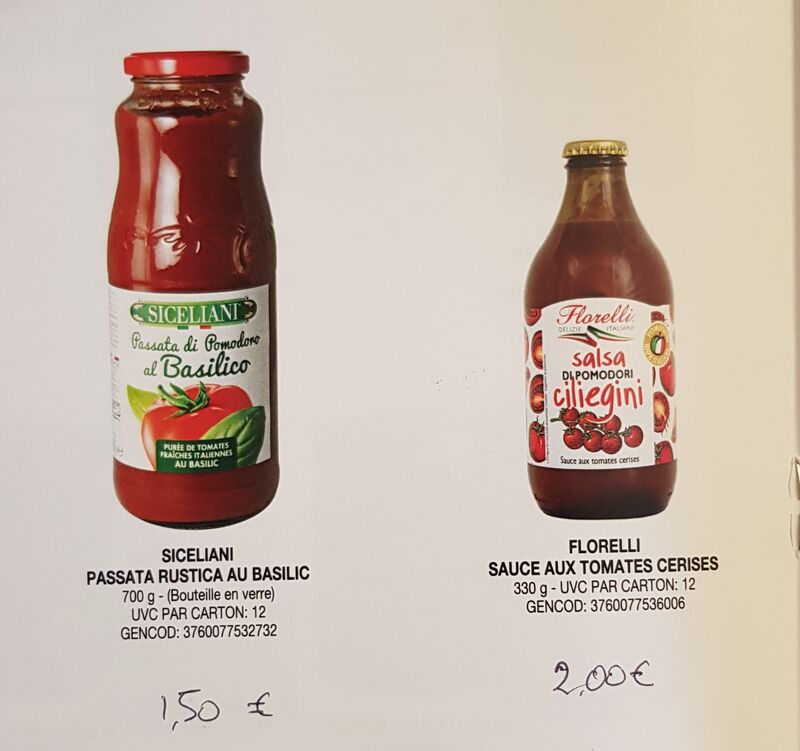 SICELIANI
Passata di Pomodoro
al Basilico
PURÉE DE TOMATES
FRAÎCHES ITALIENNES
AU BASILIC
SICELIANI
PASSATA RUSTICA AU BASILIC
700 g - (Bouteille en verre)
UVC PAR CARTON: 12
GENCOD: 3760077532732
1,50 €
Florelli
DELIZIE ITALIANE
salsa
DI POMODORI
ciliegini
Sauce aux tomates cerises
FLORELLI
SAUCE AUX TOMATES CERISES
330 g - UVC PAR CARTON: 12
GENCOD: 3760077536006
2,00€